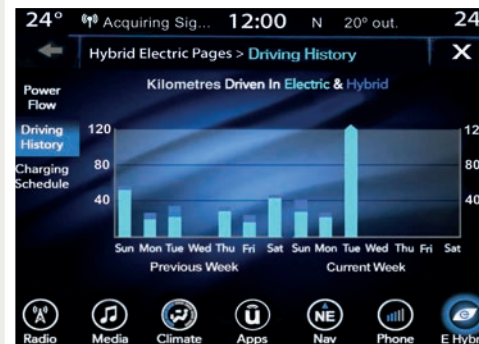 24° Acquiring Sig... 12:00 N 20° out. 24
Hybrid Electric Pages > Driving History X
Kilometres Driven In Electric & Hybrid
Power
Flow
Driving
History
Charging
Schedule
120 12
80 80
40 40
Sun Mon Tue Wed Thu Fri Sat Sun Mon Tue Wed Thu Fri Sat
Previous Week Current Week
Radio Media Climate Apps Nav Phone E Hybr